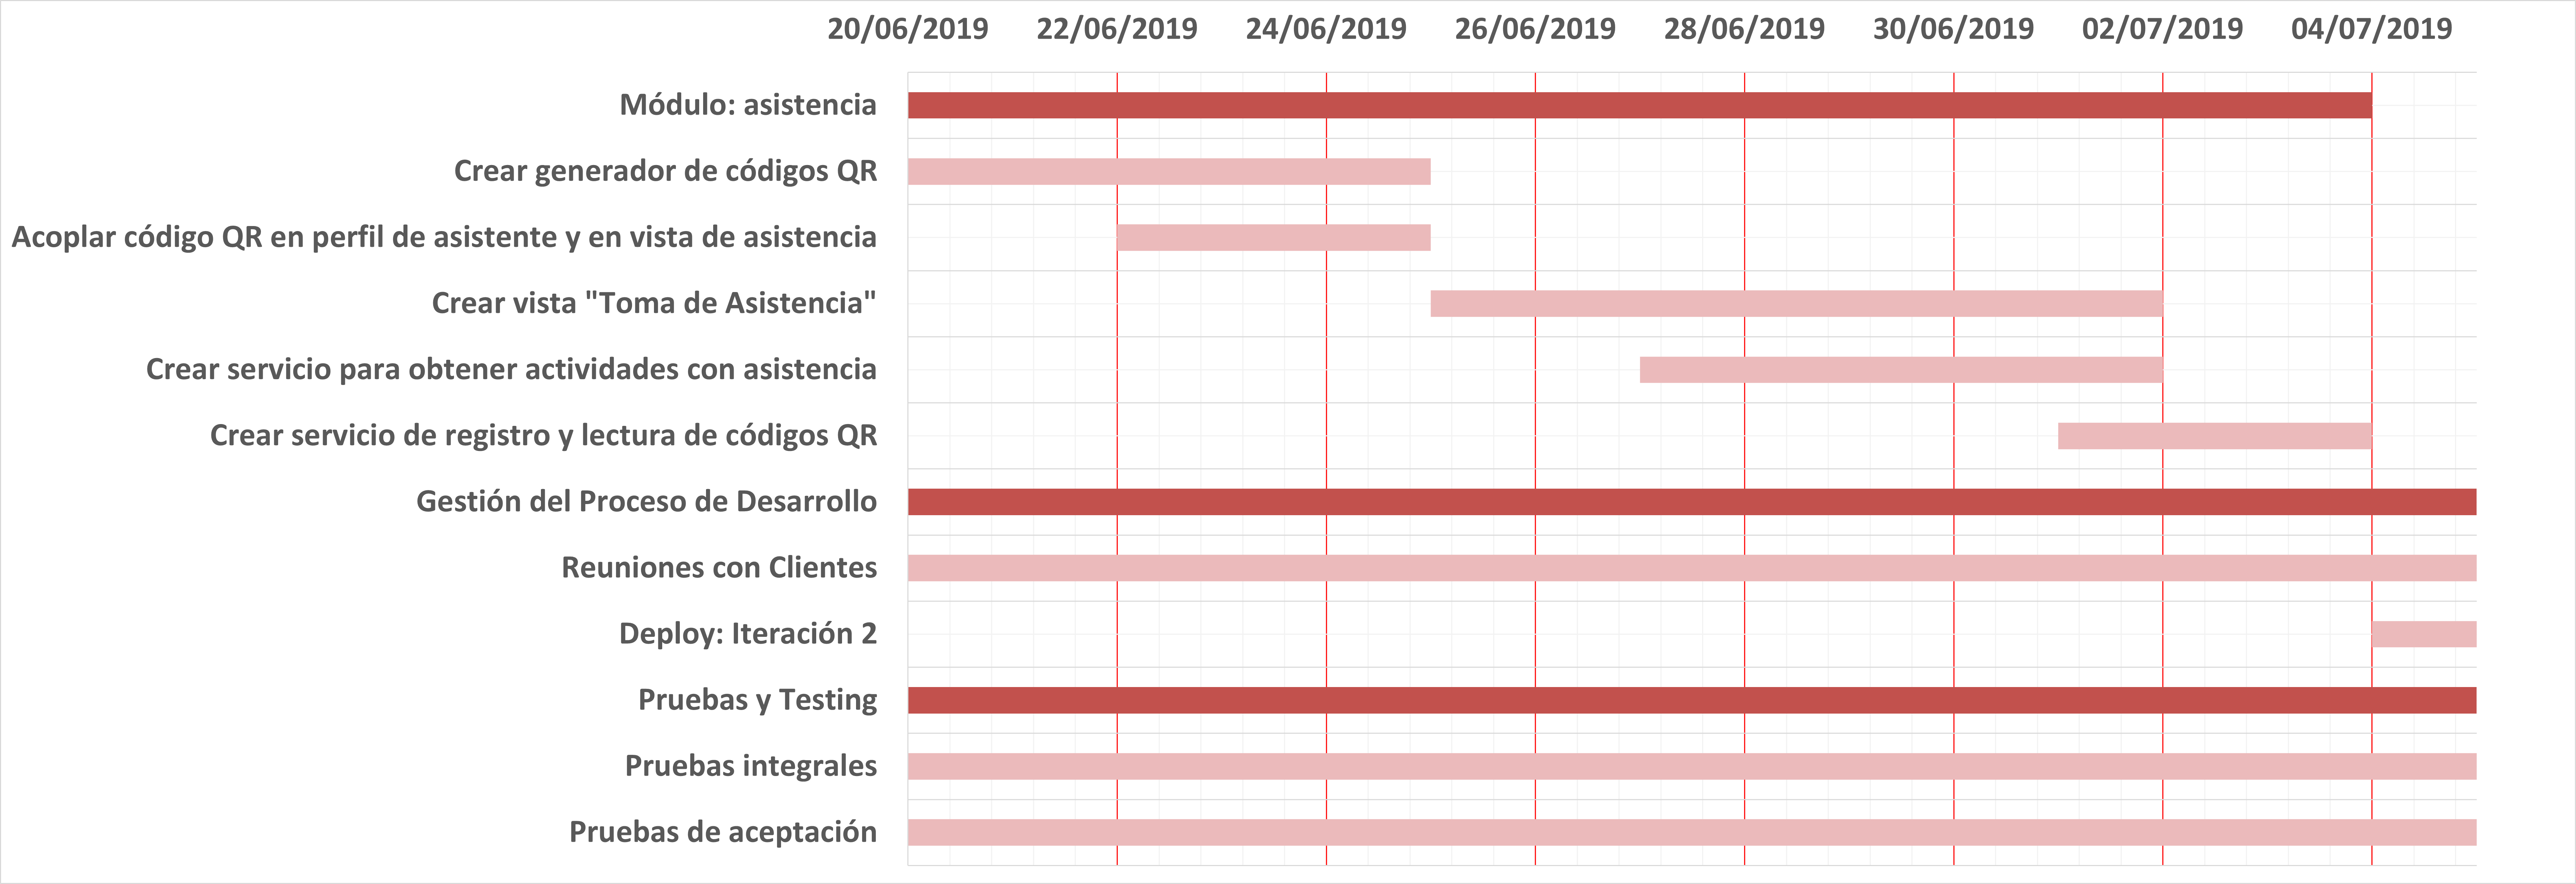 20/06/2019 22/06/2019 24/06/2019 26/06/2019 28/06/2019 30/06/2019 02/07/2019 04/07/2019
Módulo: asistencia
Crear generador de códigos QR
Acoplar código QR en perfil de asistente y en vista de asistencia
Crear vista "Toma de Asistencia"
Crear servicio para obtener actividades con asistencia
Crear servicio de registro y lectura de códigos QR
Gestión del Proceso de Desarrollo
Reuniones con Clientes
Deploy: Iteración 2
Pruebas y Testing
Pruebas integrales
Pruebas de aceptación